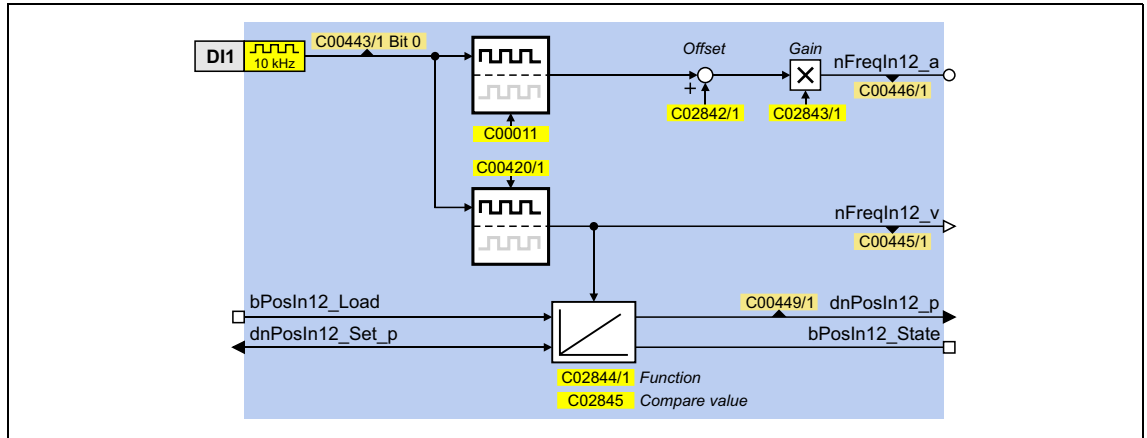 DI1
10 kHz
C00443/1 Bit 0
Offset
Gain
nFreqIn12_a
+
C00446/1
C02842/1
C02843/1
C00011
C00420/1
nFreqIn12_v
C00445/1
bPosIn12_Load
C00449/1
dnPosIn12_p
dnPosIn12_Set_p
bPosIn12_State
C02844/1 Function
C02845 Compare value